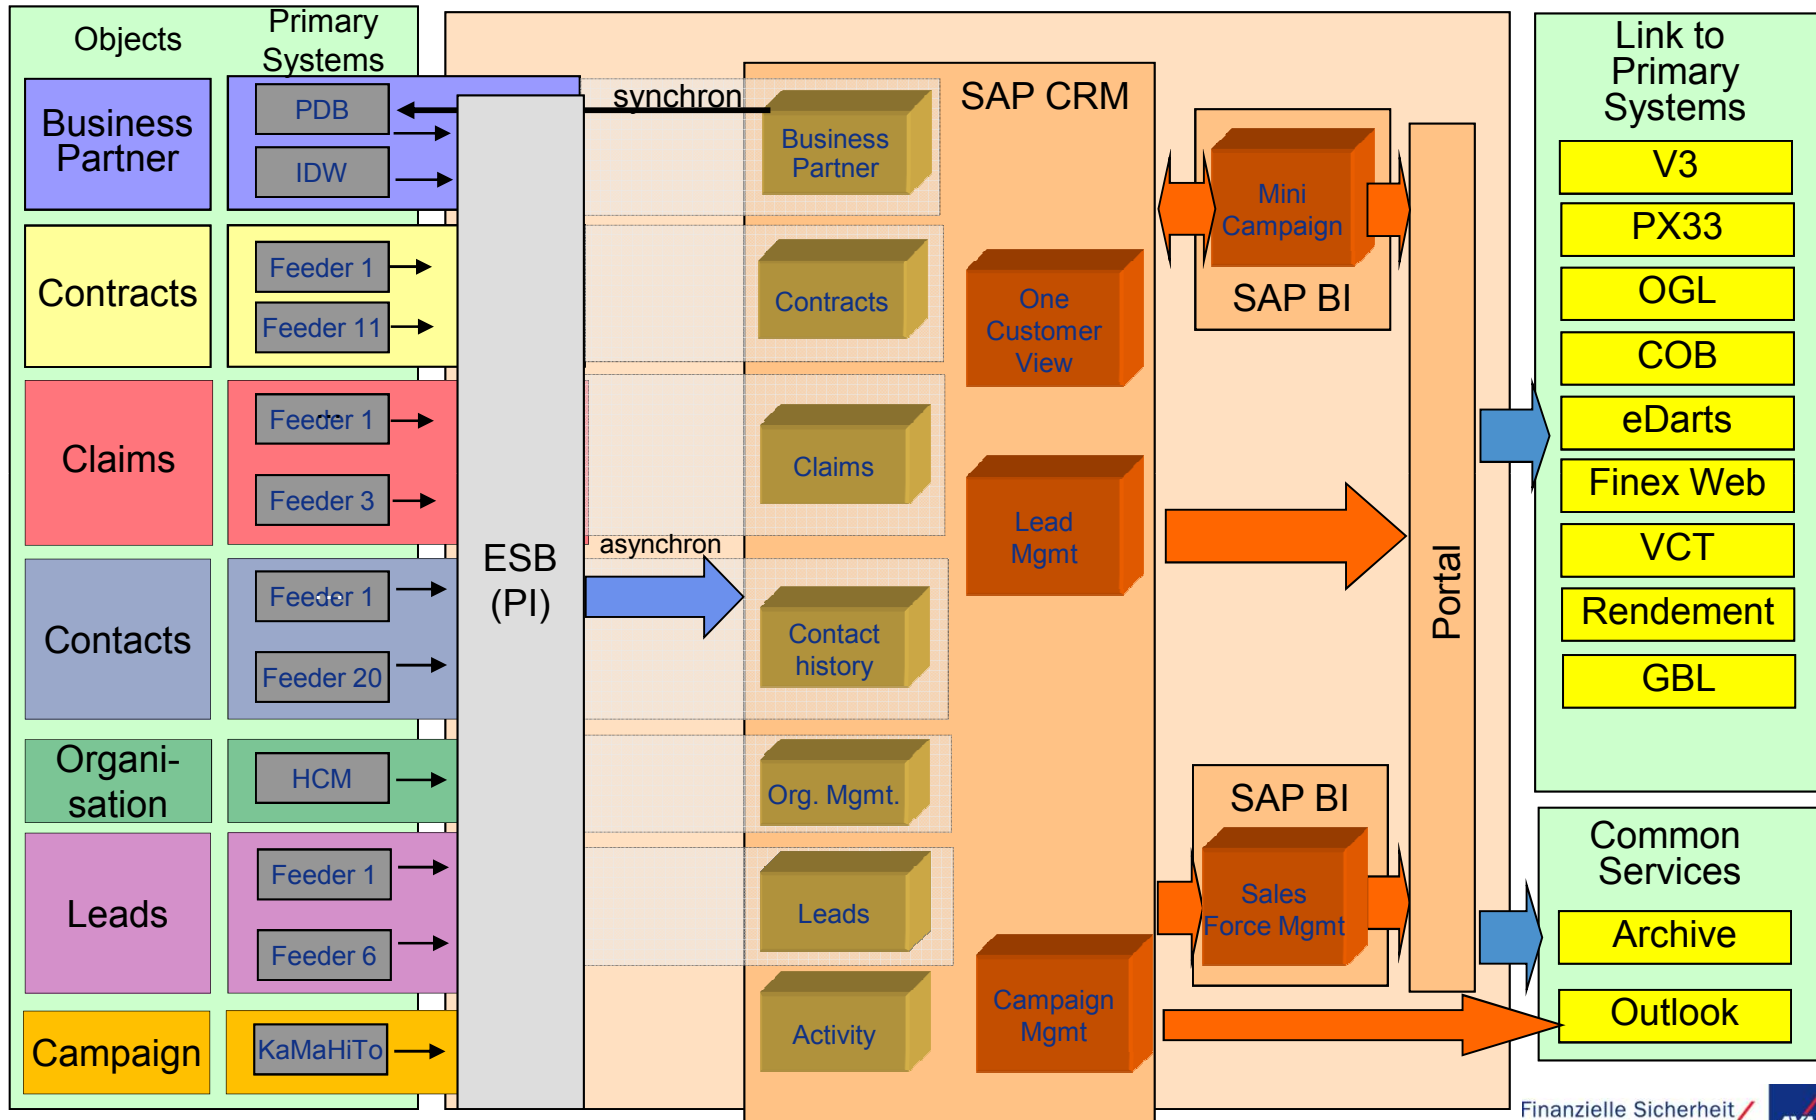 Objects
Primary
Systems
Business
Partner
PDB
IDW
Contracts
Feeder 1
Feeder 11
Claims
Feeder 1
...
Feeder 3
Contacts
Feeder 1
...
Feeder 20
Organi-
sation
HCM
Leads
Feeder 1
Feeder 6
Campaign
KaMaHiTo
ESB
(PI)
synchron
asynchron
SAP CRM
Business
Partner
Contracts
Claims
Contact
history
Org. Mgmt.
Leads
Activity
One
Customer
View
Lead
Mgmt
Campaign
Mgmt
Mini
Campaign
SAP BI
SAP BI
Sales
Force Mgmt
Portal
Link to
Primary
Systems
V3
PX33
OGL
COB
eDarts
Finex Web
VCT
Rendement
GBL
Common
Services
Archive
Outlook
Finanzielle Sicherheit